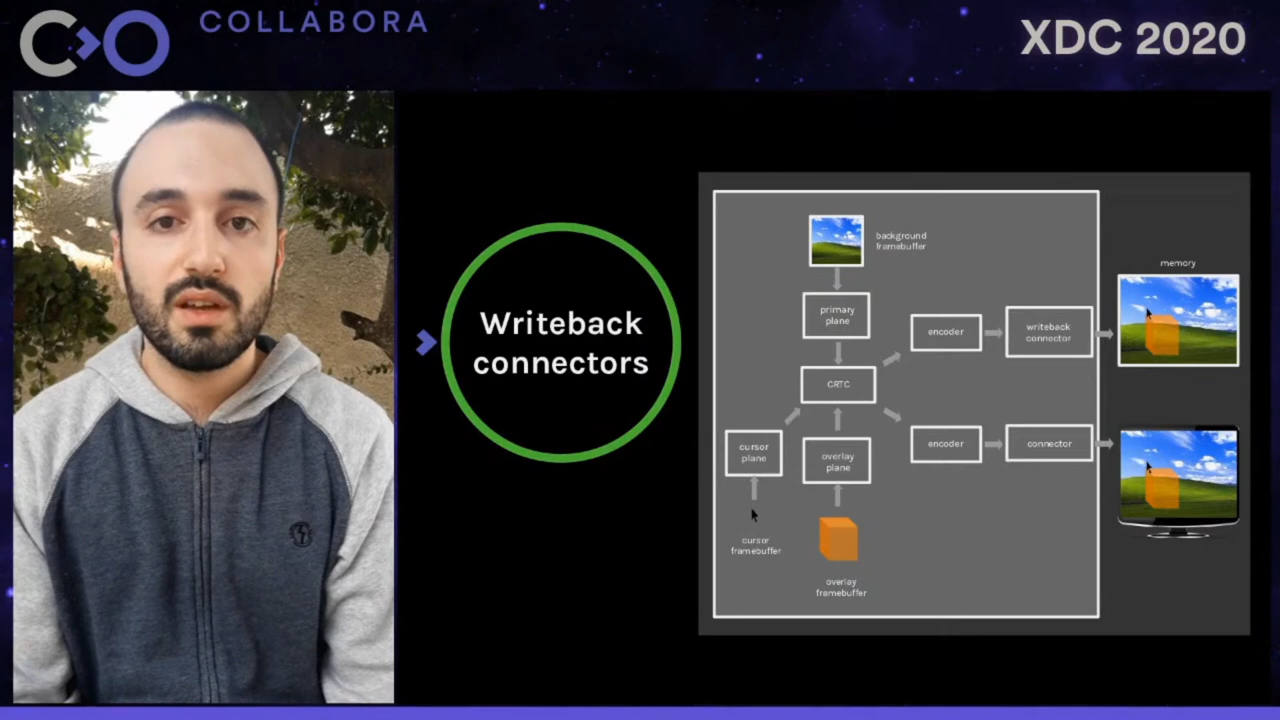 COLLABORA
XDC 2020
Writeback
connectors
background
framebuffer
memory
primary
plane
encoder
writeback
connector
CRTC
cursor
plane
overlay
plane
encoder
connector
cursor
framebuffer
overlay
framebuffer